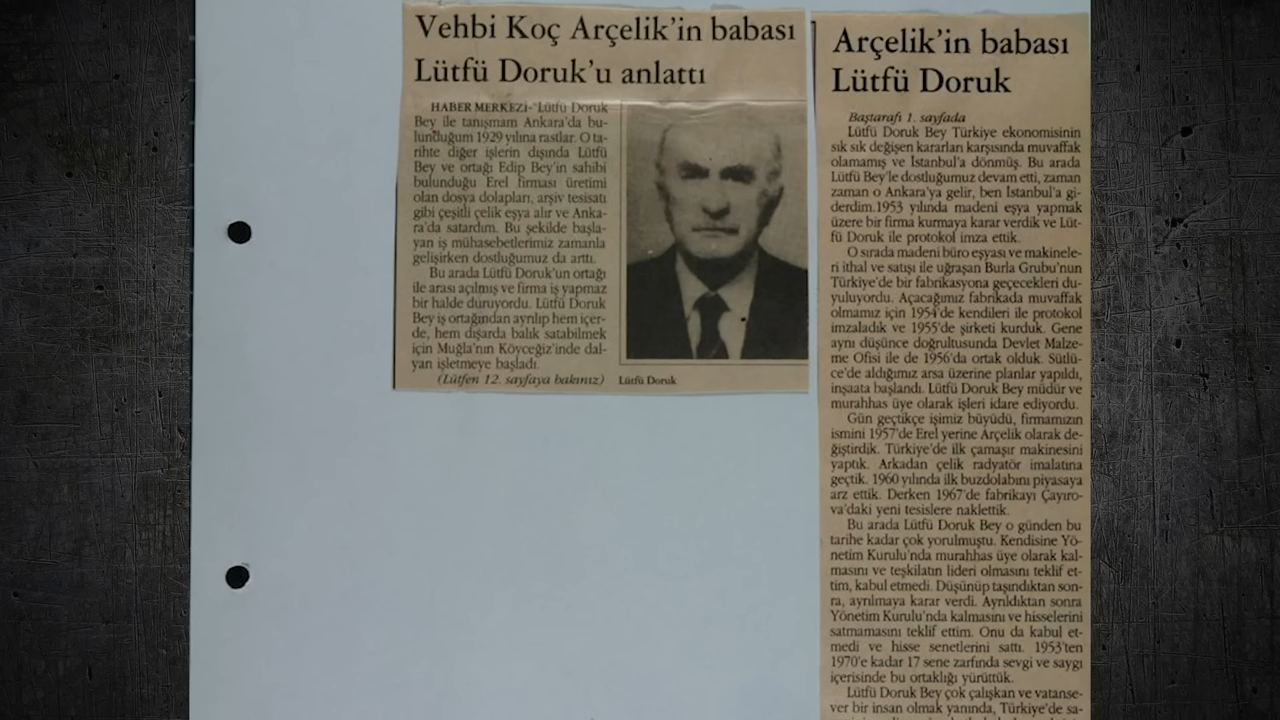 Vehbi Koç Arçelik'in babası
Lütfü Doruk'u anlattı
HABER MERKEZİ- "Lütfü Doruk
Bey ile tanışmam Ankara'da bu-
lunduğum 1929 yılına rastlar. O ta-
rihte diğer işlerin dışında Lütfü
Bey ve ortağı Edip Bey'in sahibi
bulunduğu Erel firması üretimi
olan dosya dolapları, arşiv tesisatı
gibi çeşitli çelik eşya alır ve Anka-
ra'da satardım. Bu şekilde başla-
yan iş mühasebetlerimiz zamanla
gelişirken dostluğumuz da arttı.
Bu arada Lütfü Doruk'un ortağı
ile arası açılmış ve firma iş yapmaz
bir halde duruyordu. Lütfü Doruk
Bey iş ortağından ayrılıp hem içer-
de, hem dışarda balık satabilmek
için Muğla'nın Köyceğiz'inde dal-
yan işletmeye başladı.
(Lütfen 12. sayfaya bakınız)
Lütfü Doruk
Arçelik'in babası
Lütfü Doruk
Baştarafı 1. sayfada
Lütfü Doruk Bey Türkiye ekonomisinin
sık sık değişen kararları karşısında muvaffak
olamamış ve İstanbul'a dönmüş. Bu arada
Lütfü Bey'le dostluğumuz devam etti, zaman
zaman o Ankara'ya gelir, ben İstanbul'a gi-
derdim.1953 yılında madeni eşya yapmak
üzere bir firma kurmaya karar verdik ve Lüt-
fü Doruk ile protokol imza ettik.
O sırada madeni büro eşyası ve makinele-
ri ithal ve satışı ile uğraşan Burla Grubu'nun
Türkiye'de bir fabrikasyona geçecekleri du-
yuluyordu. Açacağımız fabrikada muvaffak
olmamız için 1954'de kendileri ile protokol
imzaladık ve 1955'de şirketi kurduk. Gene
aynı düşünce doğrultusunda Devlet Malze-
me Ofisi ile de 1956'da ortak olduk. Sütlü-
ce'de aldığımız arsa üzerine planlar yapıldı,
inşaata başlandı. Lütfü Doruk Bey müdür ve
murahhas üye olarak işleri idare ediyordu.
Gün geçtikçe işimiz büyüdü, firmamızın
ismini 1957'de Erel yerine Arçelik olarak de-
ğiştirdik. Türkiye'de ilk çamaşır makinesini
yaptık. Arkadan çelik radyatör imalatına
geçtik. 1960 yılında ilk buzdolabını piyasaya
arz ettik. Derken 1967'de fabrikayı Çayıro-
va'daki yeni tesislere naklettik.
Bu arada Lütfü Doruk Bey o günden bu
tarihe kadar çok yorulmuştu. Kendisine Yö-
netim Kurulu'nda murahhas üye olarak kal-
masını ve teşkilatın lideri olmasını teklif et-
tim, kabul etmedi. Düşünüp taşındıktan son-
ra, ayrılmaya karar verdi. Ayrıldıktan sonra
Yönetim Kurulu'nda kalmasını ve hisselerini
satmamasını teklif ettim. Onu da kabul et-
medi ve hisse senetlerini sattı. 1953'ten
1970'e kadar 17 sene zarfında sevgi ve saygı
içerisinde bu ortaklığı yürüttük.
Lütfü Doruk Bey çok çalışkan ve vatanse-
ver bir insan olmak yanında, Türkiye'de sa-